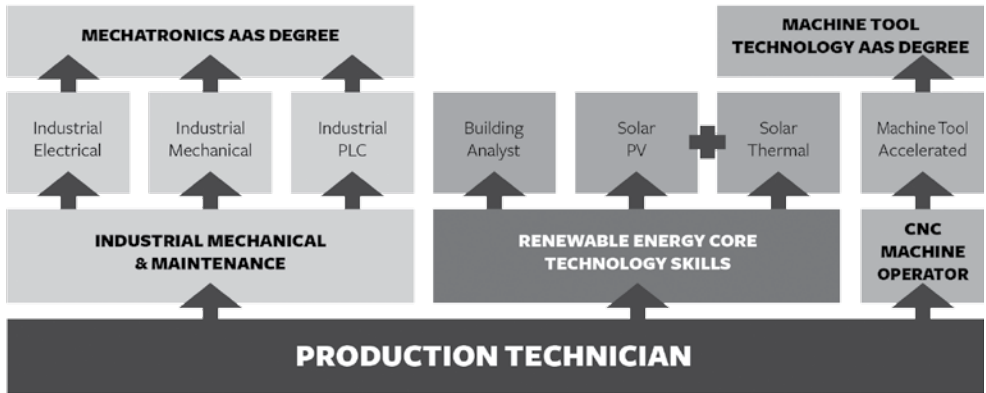 MECHATRONICS AAS DEGREE
MACHINE TOOL
TECHNOLOGY AAS DEGREE
Industrial
Electrical
Industrial
Mechanical
Industrial
PLC
Building
Analyst
Solar
PV
Solar
Thermal
Machine Tool
Accelerated
INDUSTRIAL MECHANICAL
& MAINTENANCE
RENEWABLE ENERGY CORE
TECHNOLOGY SKILLS
CNC
MACHINE
OPERATOR
PRODUCTION TECHNICIAN